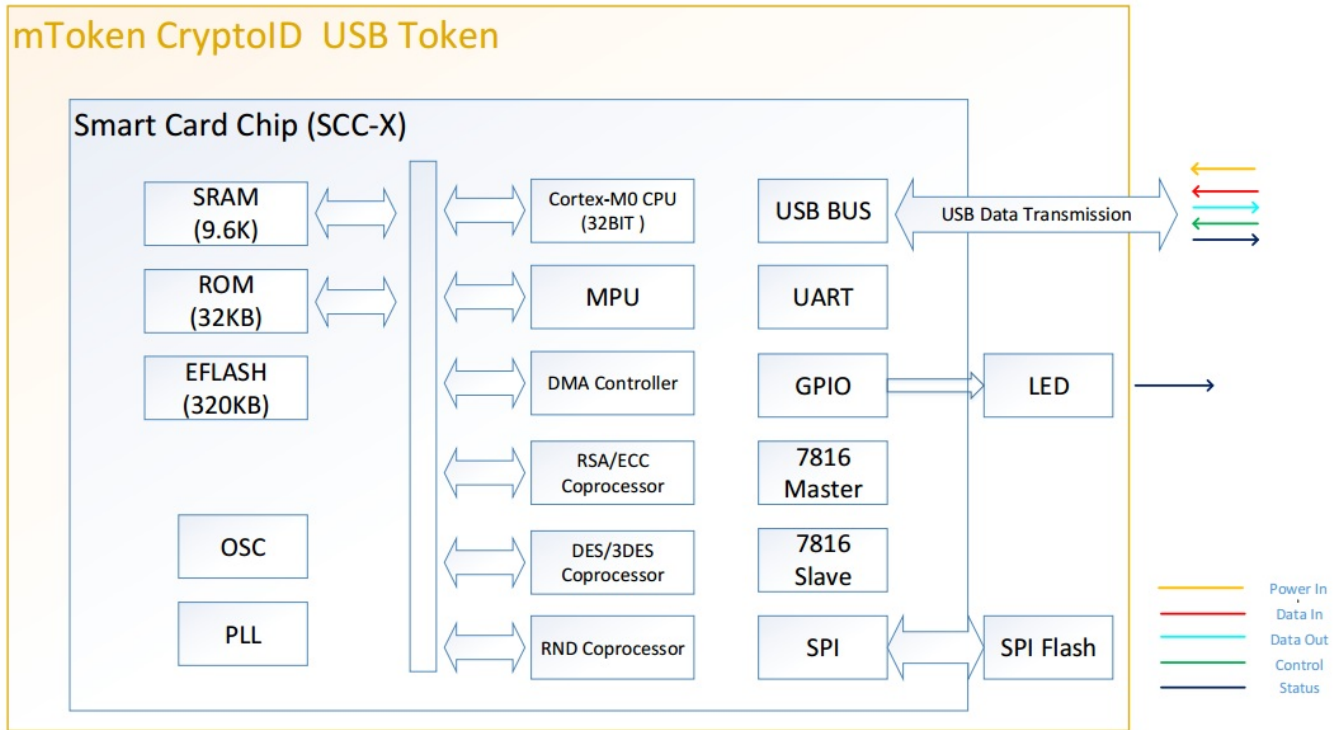 mToken CryptoID USB Token
Smart Card Chip (SCC-X)
SRAM
(9.6K)
ROM
(32KB)
EFLASH
(320KB)
OSC
PLL
Cortex-M0 CPU
(32BIT )
MPU
DMA Controller
RSA/ECC
Coprocessor
DES/3DES
Coprocessor
RND Coprocessor
USB BUS
UART
GPIO
7816
Master
7816
Slave
SPI
USB Data Transmission
LED
SPI Flash
Power In
Data In
Data Out
Control
Status